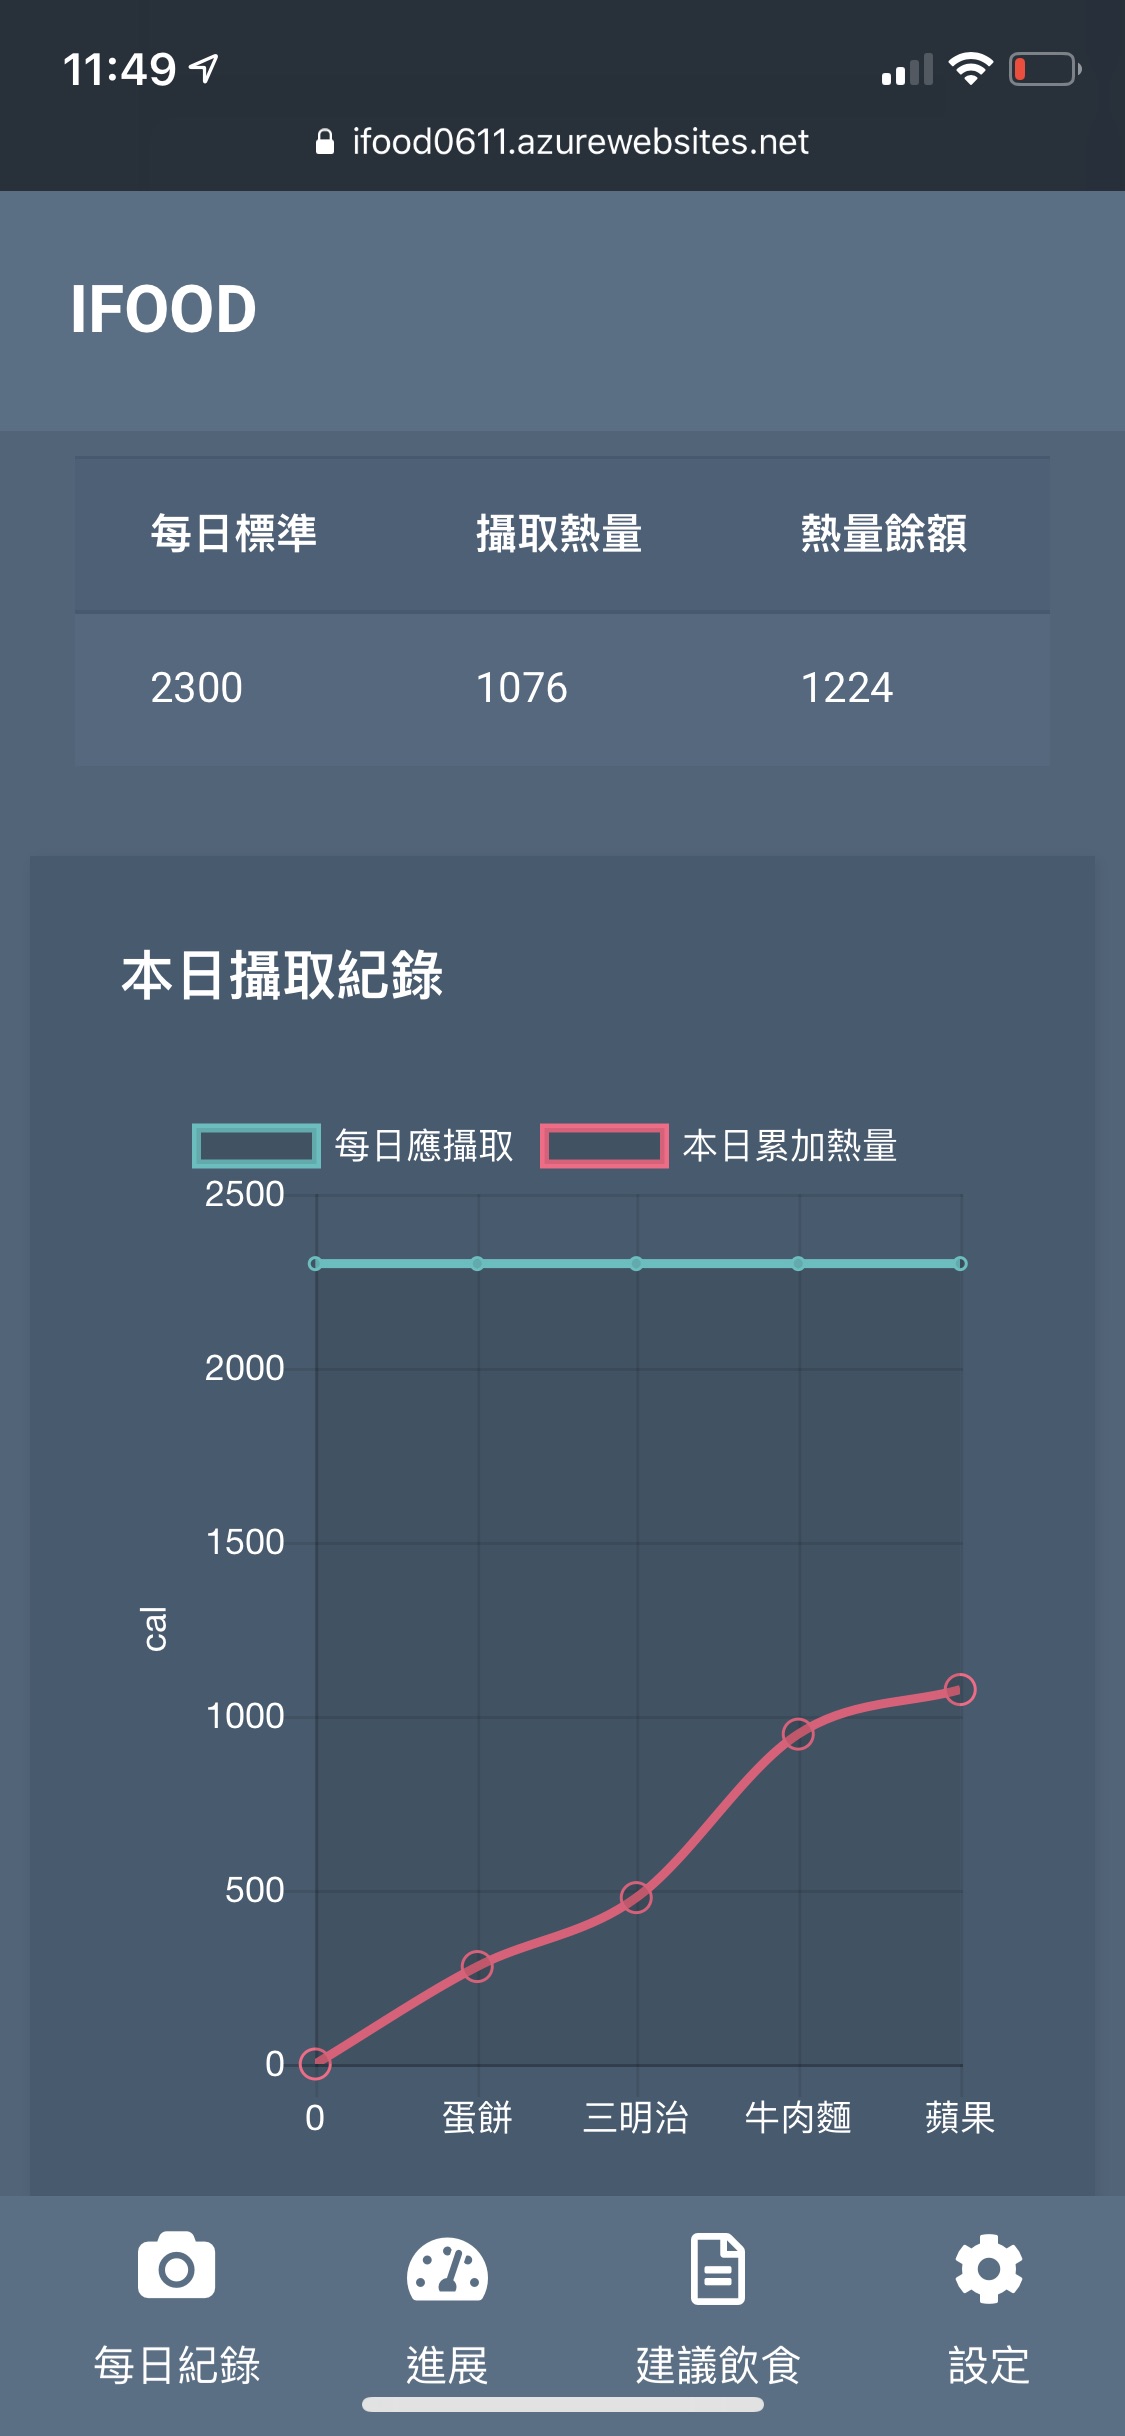 11:49
ifood0611.azurewebsites.net
IFOOD
每日標準 攝取熱量 熱量餘額
2300 1076 1224
本日攝取紀錄
每日應攝取 本日累加熱量
2500
2000
1500
cal
1000
500
0
0 蛋餅 三明治 牛肉麵 蘋果
每日紀錄 進展 建議飲食 設定